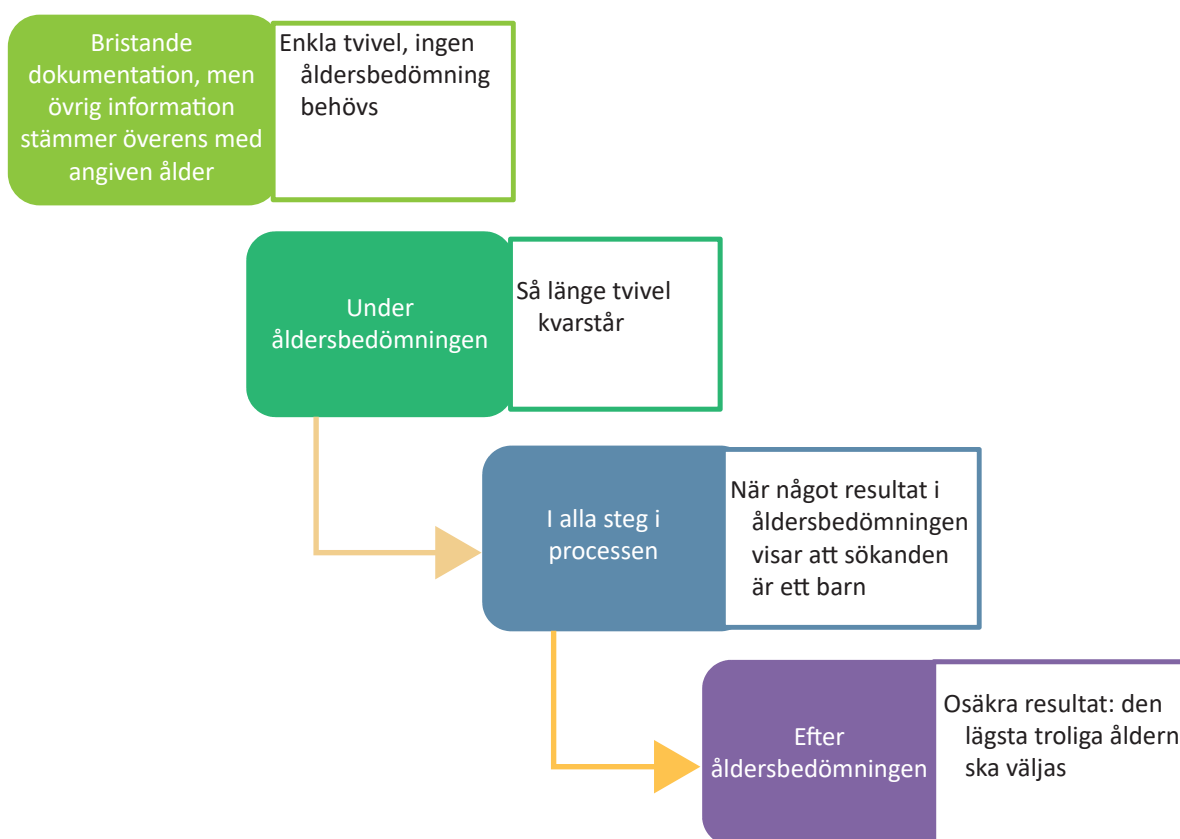 Bristande
dokumentation, men
övrig information
stämmer överens med
angiven ålder
Enkla tvivel, ingen
åldersbedömning
behövs
Under
åldersbedömningen
Så länge tvivel
kvarstår
I alla steg i
processen
När något resultat i
åldersbedömningen
visar att sökanden
är ett barn
Efter
åldersbedömningen
Osäkra resultat: den
lägsta troliga åldern
ska väljas